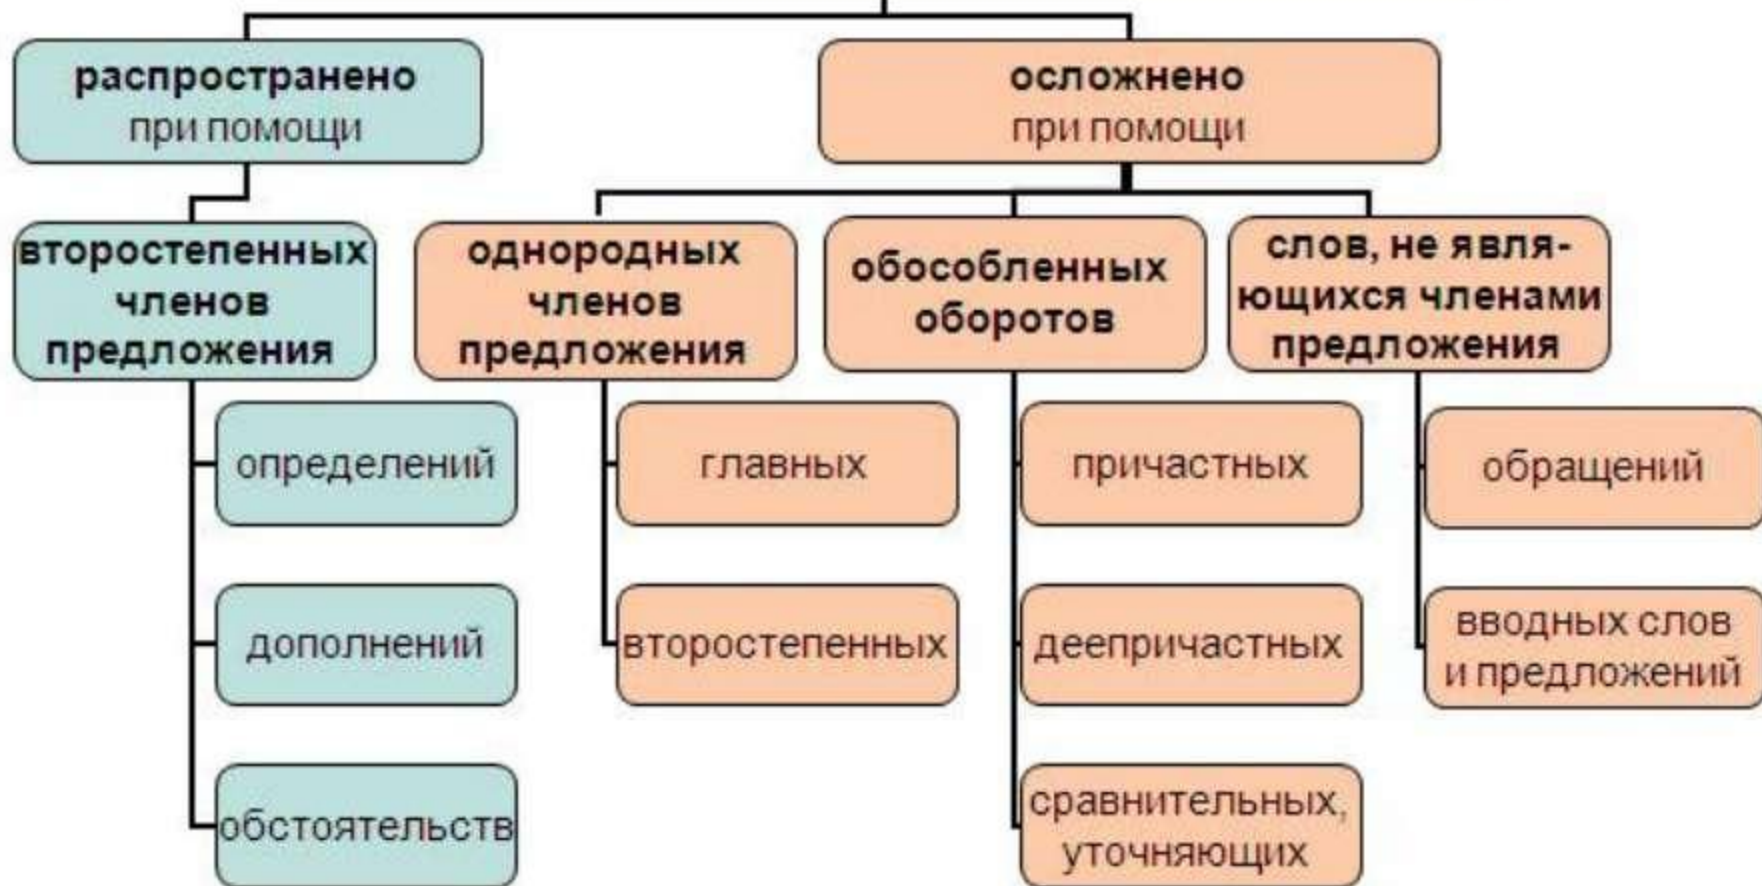 распространено
при помощи
осложнено
при помощи
второстепенных
членов
предложения
однородных
членов
предложения
обособленных
оборотов
слов, не явля-
ющихся членами
предложения
определений
главных
причастных
обращений
дополнений
второстепенных
деепричастных
вводных слов
и предложений
обстоятельств
сравнительных,
уточняющих